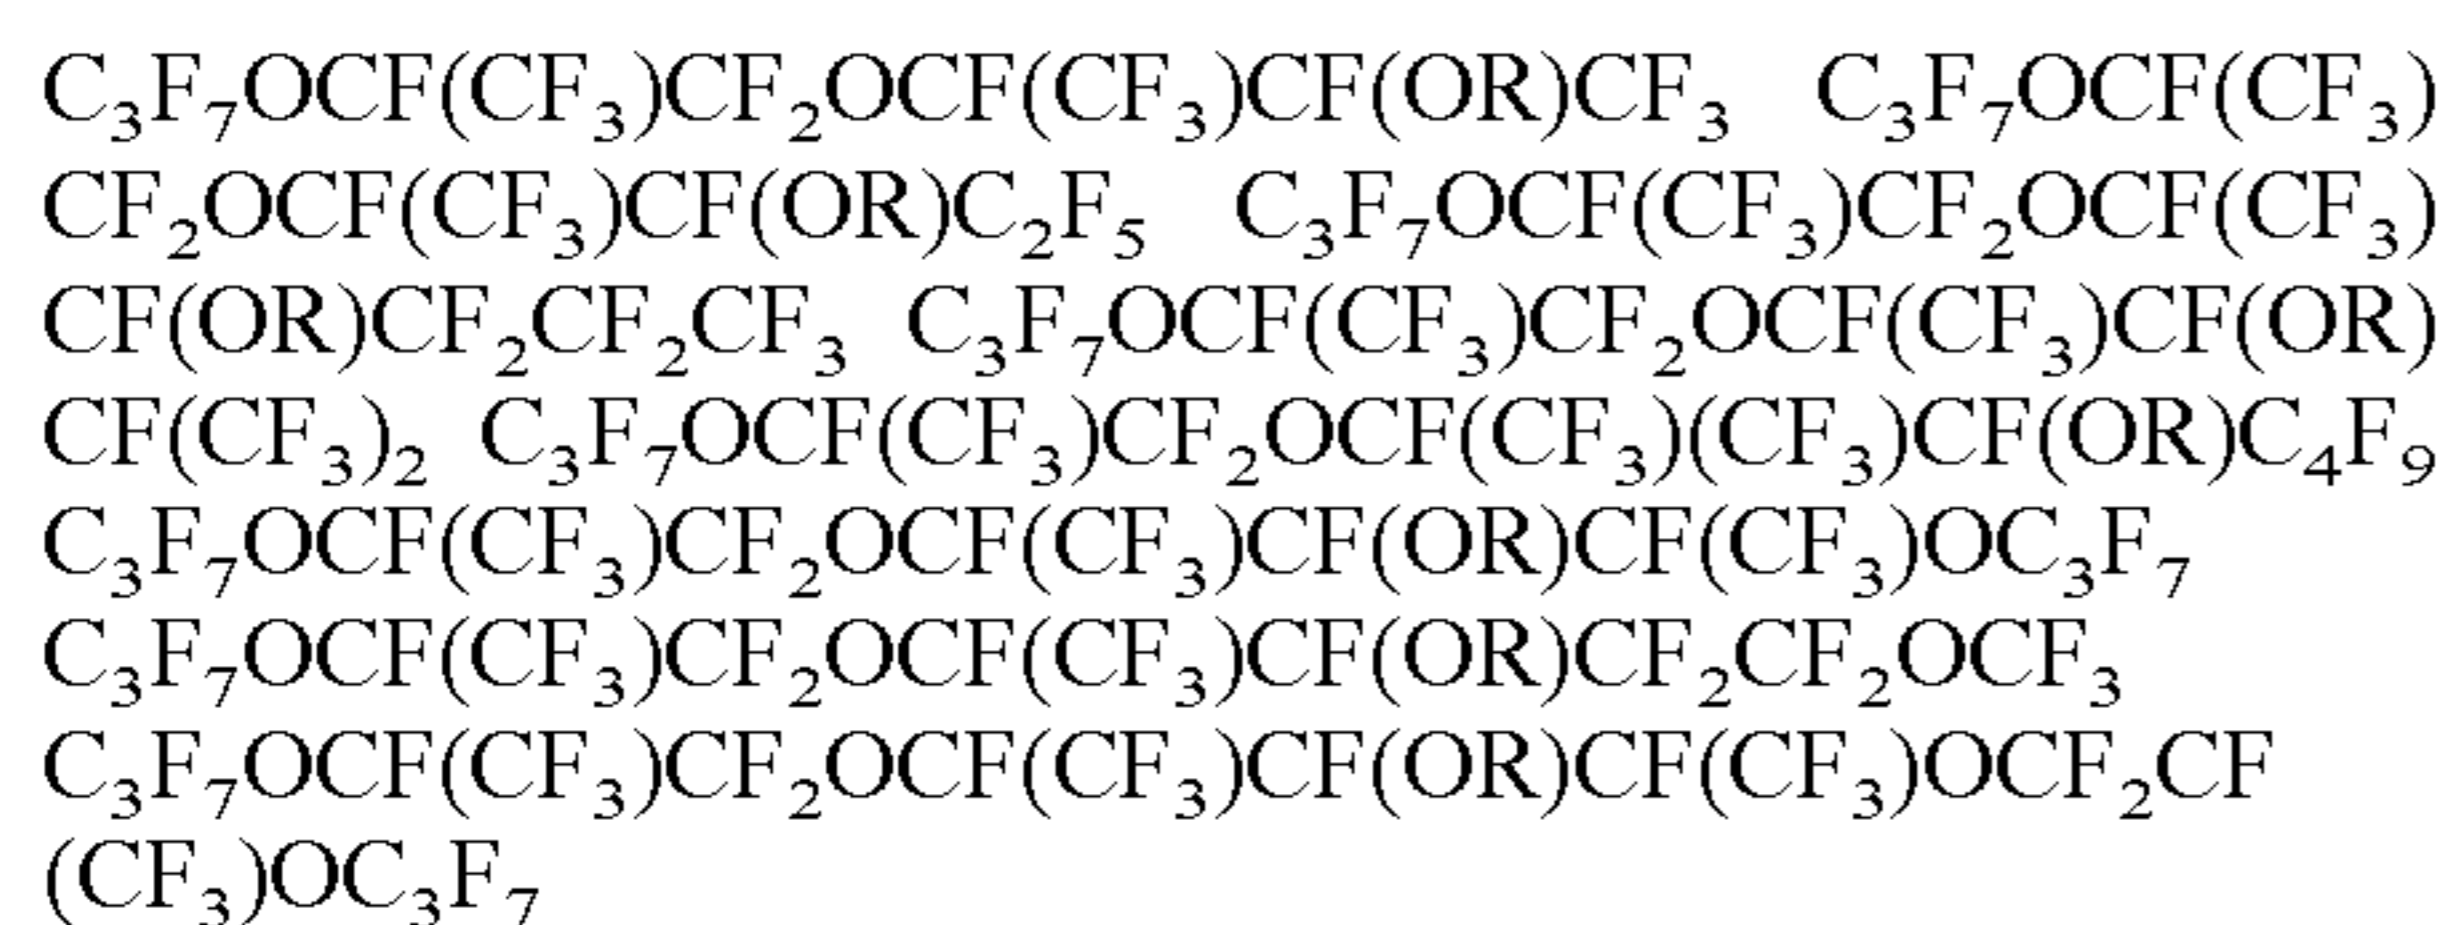 C₃F₇OCF(CF₃)CF₂OCF(CF₃)CF(OR)CF₃ C₃F₇OCF(CF₃)
CF₂OCF(CF₃)CF(OR)C₂F₅ C₃F₇OCF(CF₃)CF₂OCF(CF₃)
CF(OR)CF₂CF₂CF₃ C₃F₇OCF(CF₃)CF₂OCF(CF₃)CF(OR)
CF(CF₃)₂ C₃F₇OCF(CF₃)CF₂OCF(CF₃)(CF₃)CF(OR)C₄F₉
C₃F₇OCF(CF₃)CF₂OCF(CF₃)CF(OR)CF(CF₃)OC₃F₇
C₃F₇OCF(CF₃)CF₂OCF(CF₃)CF(OR)CF₂CF₂OCF₃
C₃F₇OCF(CF₃)CF₂OCF(CF₃)CF(OR)CF(CF₃)OCF₂CF
(CF₃)OC₃F₇